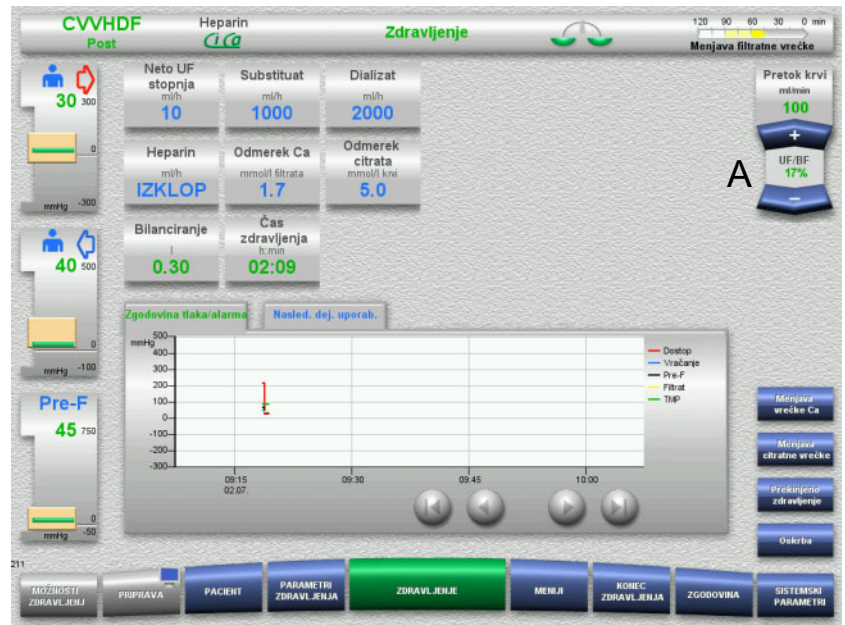 CVVHDF
Post
Heparin
Ci Ca
Zdravljenje
120 90 60 30 0 min
Menjava filtratne vrečke
30
300
0
-300
mmHg
40
500
0
-100
mmHg
Pre-F
45
750
0
-50
mmHg
Neto UF
stopnja
ml/h
10
Substituat
ml/h
1000
Dializat
ml/h
2000
Heparin
ml/h
IZKLOP
Odmerek Ca
mmol/l filtrata
1.7
Odmerek
citrata
mmol/l krvi
5.0
Bilanciranje
l
0.30
Čas
zdravljenja
h:min
02:09
Pretok krvi
ml/min
100
+
A
UF/BF
17%
−
Zgodovina tlaka/alarma
Nasled. dej. uporab.
mmHg
500
400
300
200
100
0
-100
-200
-300
09:15
02.07.
09:30
09:45
10:00
Dostop
Vračanje
Pre-F
Filtrat
TMP
Menjava
vrečke Ca
Menjava
citratne vrečke
Prekinjeno
zdravljenje
Oskrba
211
MOŽNOSTI
ZDRAVLJENJ
PRIPRAVA
PACIENT
PARAMETRI
ZDRAVLJENJA
ZDRAVLJENJE
MENIJI
KONEC
ZDRAVLJENJA
ZGODOVINA
SISTEMSKI
PARAMETRI